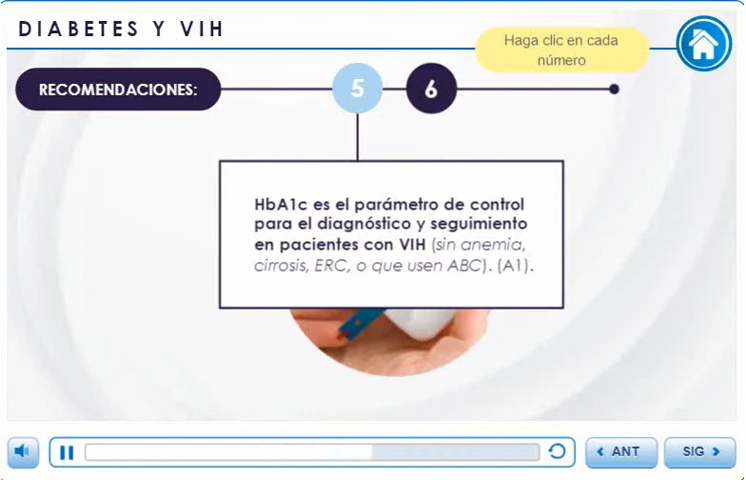 DIABETES Y VIH
Haga clic en cada
número
RECOMENDACIONES:
5
6
HbA1c es el parámetro de control
para el diagnóstico y seguimiento
en pacientes con VIH (sin anemia,
cirrosis, ERC, o que usen ABC). (A1).
ANT
SIG